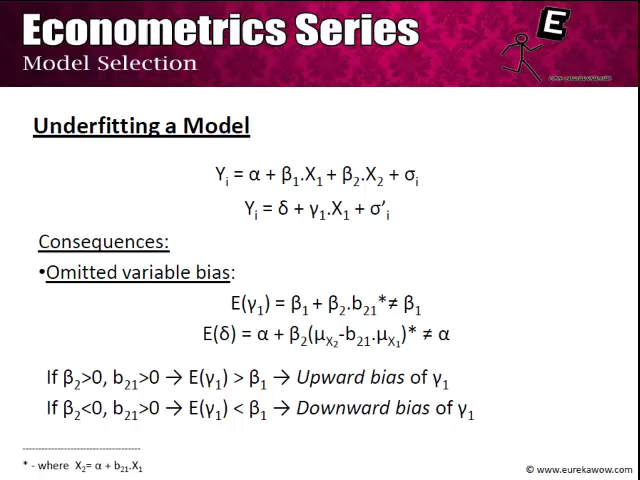 Econometrics Series
Model Selection
E
Underfitting a Model
Yᵢ = α + β₁.X₁ + β₂.X₂ + σᵢ
Yᵢ = δ + γ₁.X₁ + σ’ᵢ
Consequences:
•Omitted variable bias:
E(γ₁) = β₁ + β₂.b₂₁*≠ β₁
E(δ) = α + β₂(μ_X₂-b₂₁.μ_X₁)* ≠ α
If β₂>0, b₂₁>0 → E(γ₁) > β₁ → Upward bias of γ₁
If β₂<0, b₂₁>0 → E(γ₁) < β₁ → Downward bias of γ₁
* - where X₂= α + b₂₁.X₁
© www.eurekawow.com